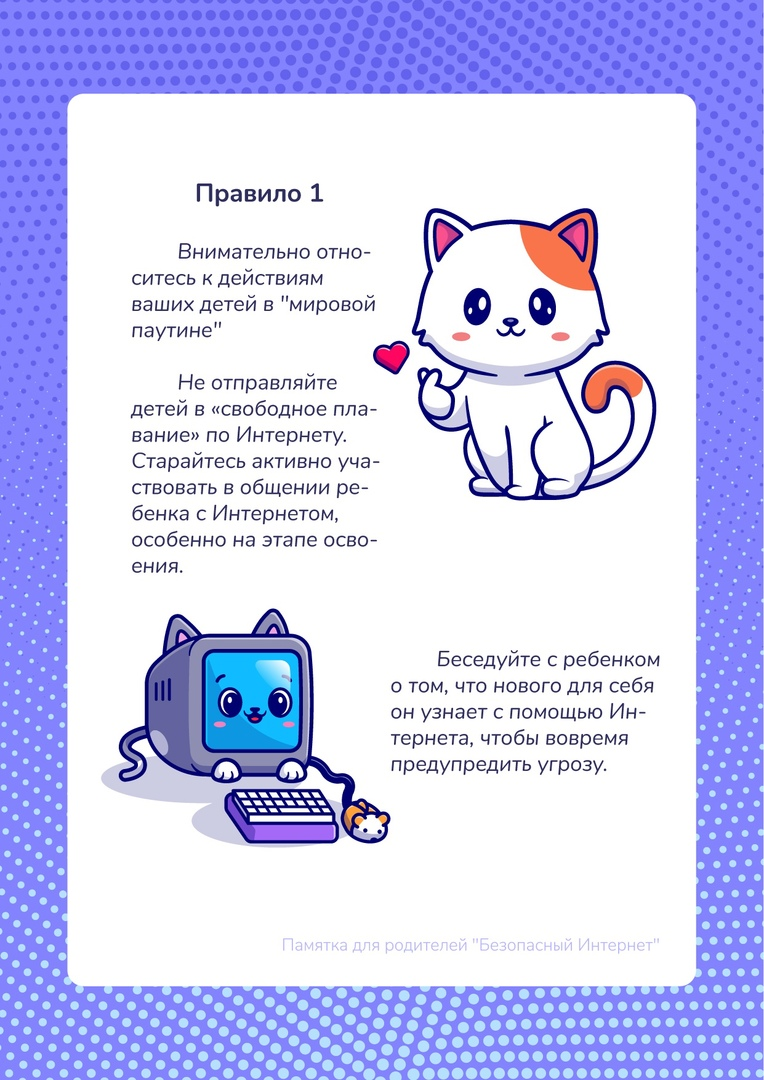 Правило 1
Внимательно отно-
ситесь к действиям
ваших детей в "мировой
паутине"
Не отправляйте
детей в «свободное пла-
вание» по Интернету.
Старайтесь активно уча-
ствовать в общении ре-
бенка с Интернетом,
особенно на этапе осво-
ения.
Беседуйте с ребенком
о том, что нового для себя
он узнает с помощью Ин-
тернета, чтобы вовремя
предупредить угрозу.
Памятка для родителей "Безопасный Интернет"